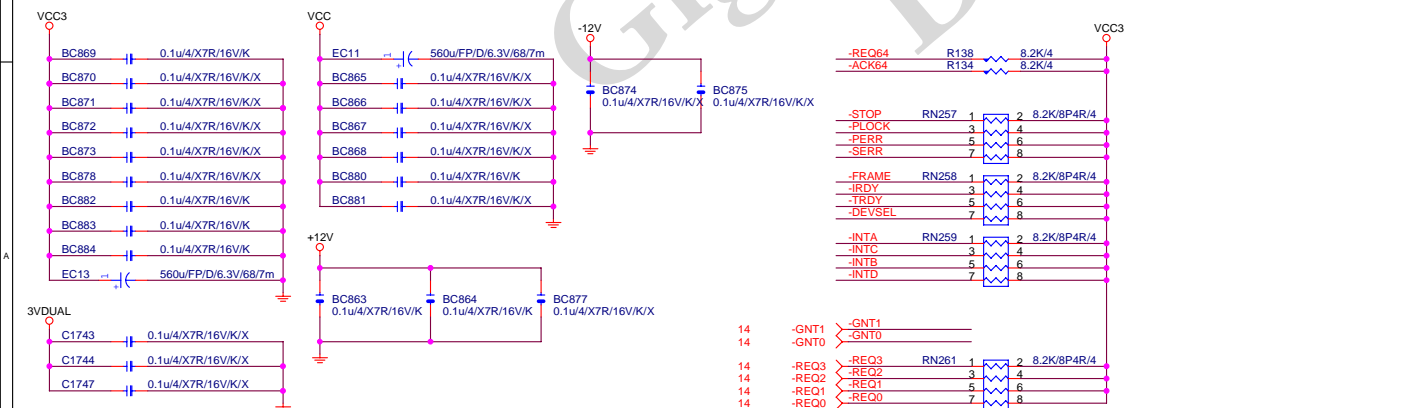 VCC3
BC869 0.1u/4/X7R/16V/K
BC870 0.1u/4/X7R/16V/K/X
BC871 0.1u/4/X7R/16V/K/X
BC872 0.1u/4/X7R/16V/K/X
BC873 0.1u/4/X7R/16V/K/X
BC878 0.1u/4/X7R/16V/K/X
BC882 0.1u/4/X7R/16V/K
BC883 0.1u/4/X7R/16V/K
BC884 0.1u/4/X7R/16V/K
EC13 1 + 560u/FP/D/6.3V/68/7m
3VDUAL
C1743 0.1u/4/X7R/16V/K/X
C1744 0.1u/4/X7R/16V/K/X
C1747 0.1u/4/X7R/16V/K/X
A
VCC
EC11 1 + 560u/FP/D/6.3V/68/7m
BC865 0.1u/4/X7R/16V/K/X
BC866 0.1u/4/X7R/16V/K/X
BC867 0.1u/4/X7R/16V/K/X
BC868 0.1u/4/X7R/16V/K/X
BC880 0.1u/4/X7R/16V/K
BC881 0.1u/4/X7R/16V/K/X
+12V
BC863 BC864 BC877
0.1u/4/X7R/16V/K 0.1u/4/X7R/16V/K 0.1u/4/X7R/16V/K/X
-12V
BC874 BC875
0.1u/4/X7R/16V/K/X 0.1u/4/X7R/16V/K/X
VCC3
-REQ64 R138 8.2K/4
-ACK64 R134 8.2K/4
-STOP RN257 1 2 8.2K/8P4R/4
-PLOCK 3 4
-PERR 5 6
-SERR 7 8
-FRAME RN258 1 2 8.2K/8P4R/4
-IRDY 3 4
-TRDY 5 6
-DEVSEL 7 8
-INTA RN259 1 2 8.2K/8P4R/4
-INTC 3 4
-INTB 5 6
-INTD 7 8
14 -GNT1 -GNT1
14 -GNT0 -GNT0
14 -REQ3 -REQ3 RN261 1 2 8.2K/8P4R/4
14 -REQ2 -REQ2 3 4
14 -REQ1 -REQ1 5 6
14 -REQ0 -REQ0 7 8